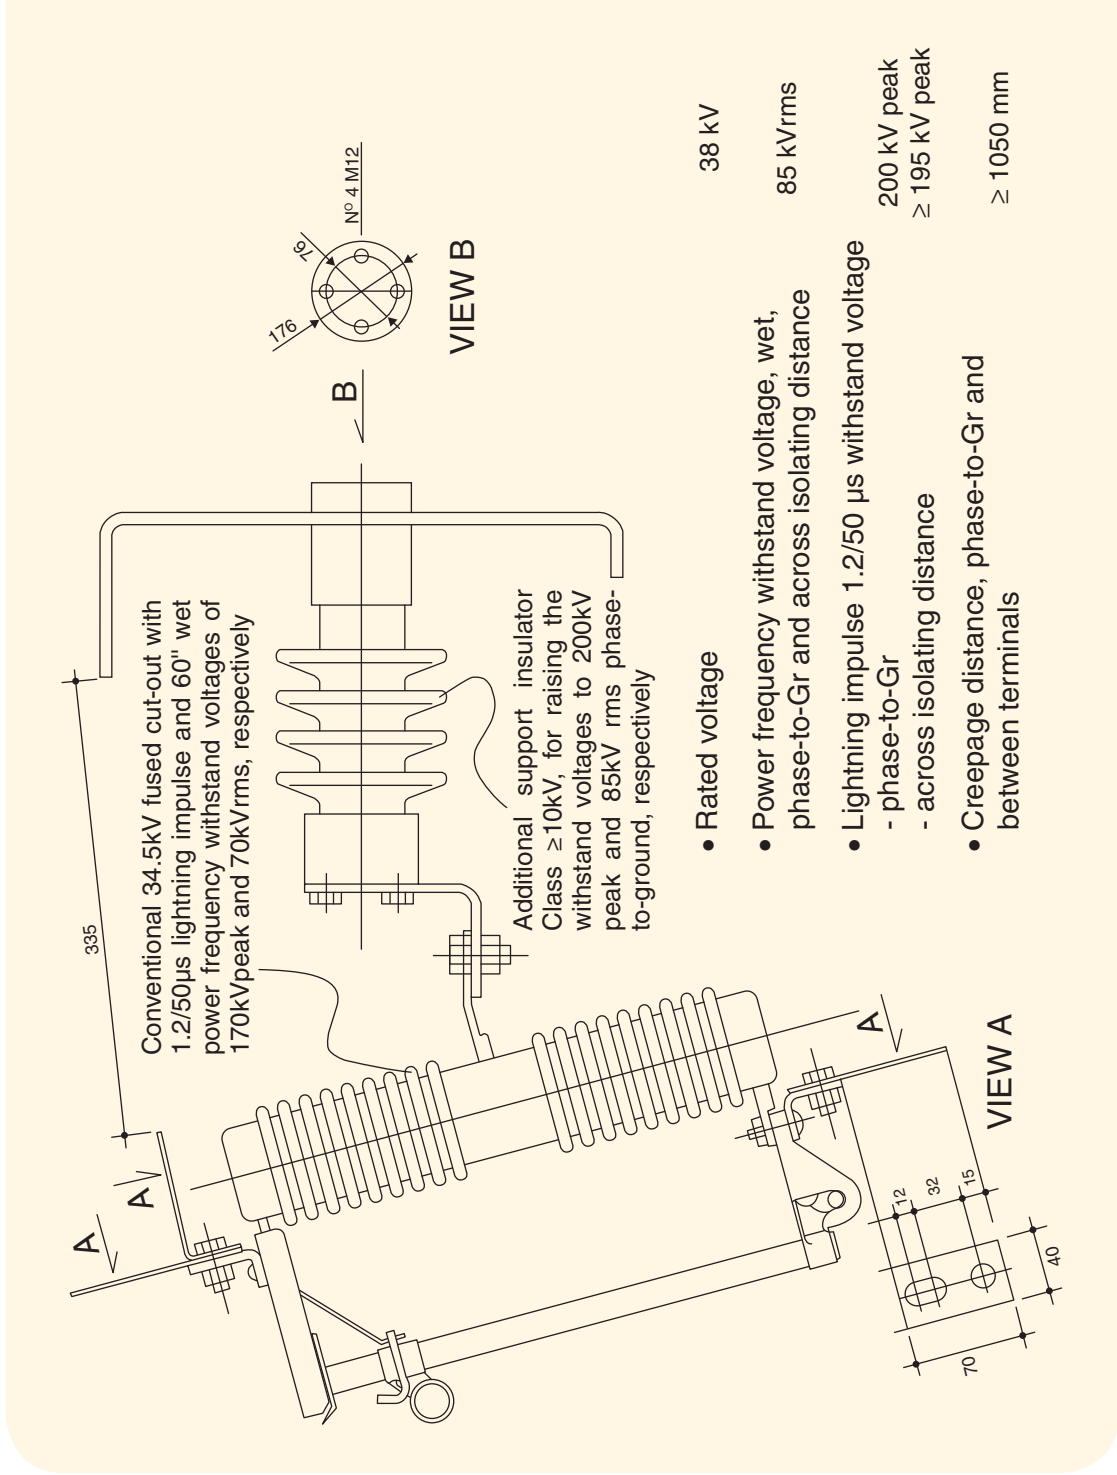 335
Conventional 34.5kV fused cut-out with
1.2/50µs lightning impulse and 60" wet
power frequency withstand voltages of
170kVpeak and 70kVrms, respectively
A
A
A
B
176
76
Nº 4 M12
VIEW B
Additional support insulator
Class ≥10kV, for raising the
withstand voltages to 200kV
peak and 85kV rms phase-
to-ground, respectively
12
32
15
40
70
VIEW A
• Rated voltage 38 kV
• Power frequency withstand voltage, wet,
phase-to-Gr and across isolating distance 85 kVrms
• Lightning impulse 1.2/50 µs withstand voltage
- phase-to-Gr 200 kV peak
- across isolating distance ≥ 195 kV peak
• Creepage distance, phase-to-Gr and
between terminals ≥ 1050 mm